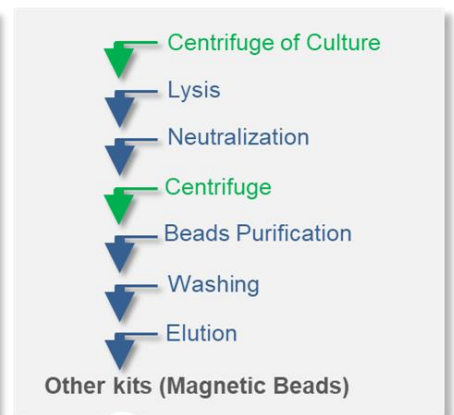 Centrifuge of Culture
Lysis
Neutralization
Centrifuge
Beads Purification
Washing
Elution
Other kits (Magnetic Beads)